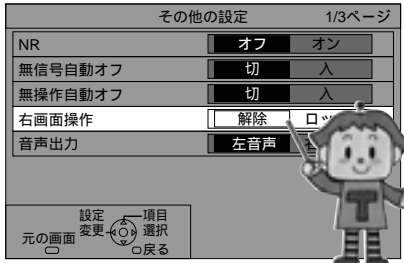 その他の設定 1/3ページ
NR オフ オン
無信号自動オフ 切 入
無操作自動オフ 切 入
右画面操作 解除 ロッ
音声出力 左音声
設定 項目
元の画面 変更 選択
戻る
T